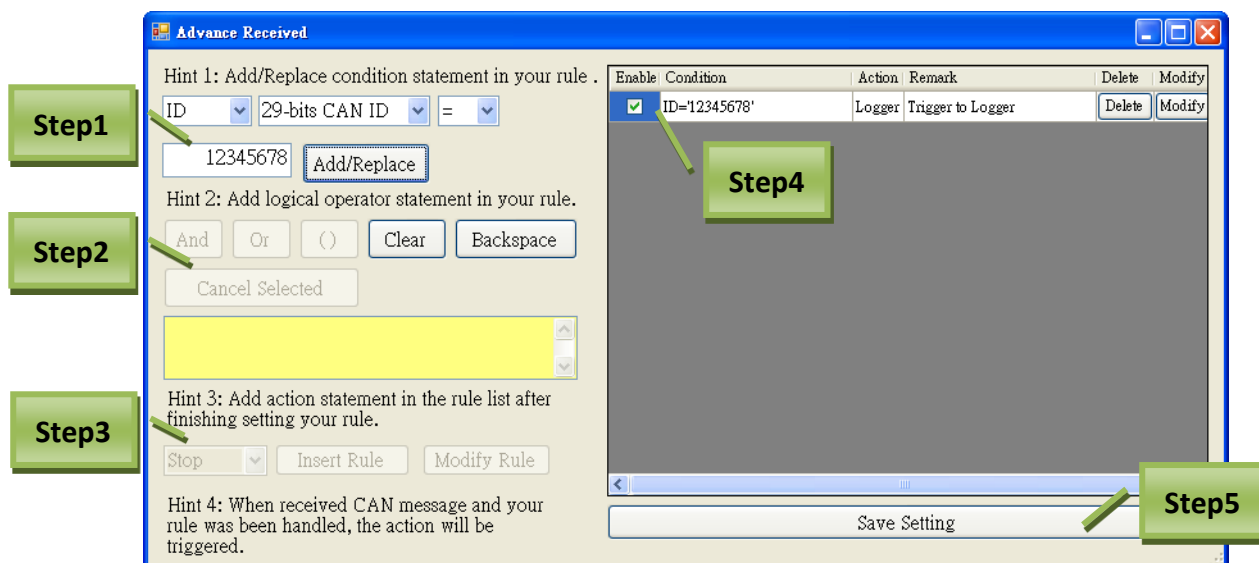 Advance Received
Hint 1: Add/Replace condition statement in your rule .
ID 29-bits CAN ID =
Step1
12345678 Add/Replace
Hint 2: Add logical operator statement in your rule.
Step2
And Or () Clear Backspace
Cancel Selected
Hint 3: Add action statement in the rule list after
finishing setting your rule.
Step3
Stop Insert Rule Modify Rule
Hint 4: When received CAN message and your
rule was been handled, the action will be
triggered.
Enable Condition Action Remark Delete Modify
ID='12345678' Logger Trigger to Logger Delete Modify
Step4
Save Setting
Step5